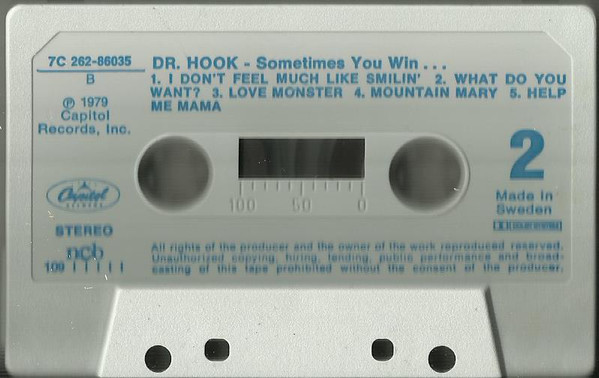 7C 262-86035
B
℗ 1979
Capitol
Records, Inc.
DR. HOOK - Sometimes You Win . . .
1. I DON'T FEEL MUCH LIKE SMILIN' 2. WHAT DO YOU
WANT? 3. LOVE MONSTER 4. MOUNTAIN MARY 5. HELP
ME MAMA
100 50 0
2
Made in
Sweden
Capitol
RECORDS
STEREO
ncb
109
All rights of the producer and the owner of the work reproduced reserved.
Unauthorized copying, hiring, lending, public performance and broad-
casting of this tape prohibited without the consent of the producer.